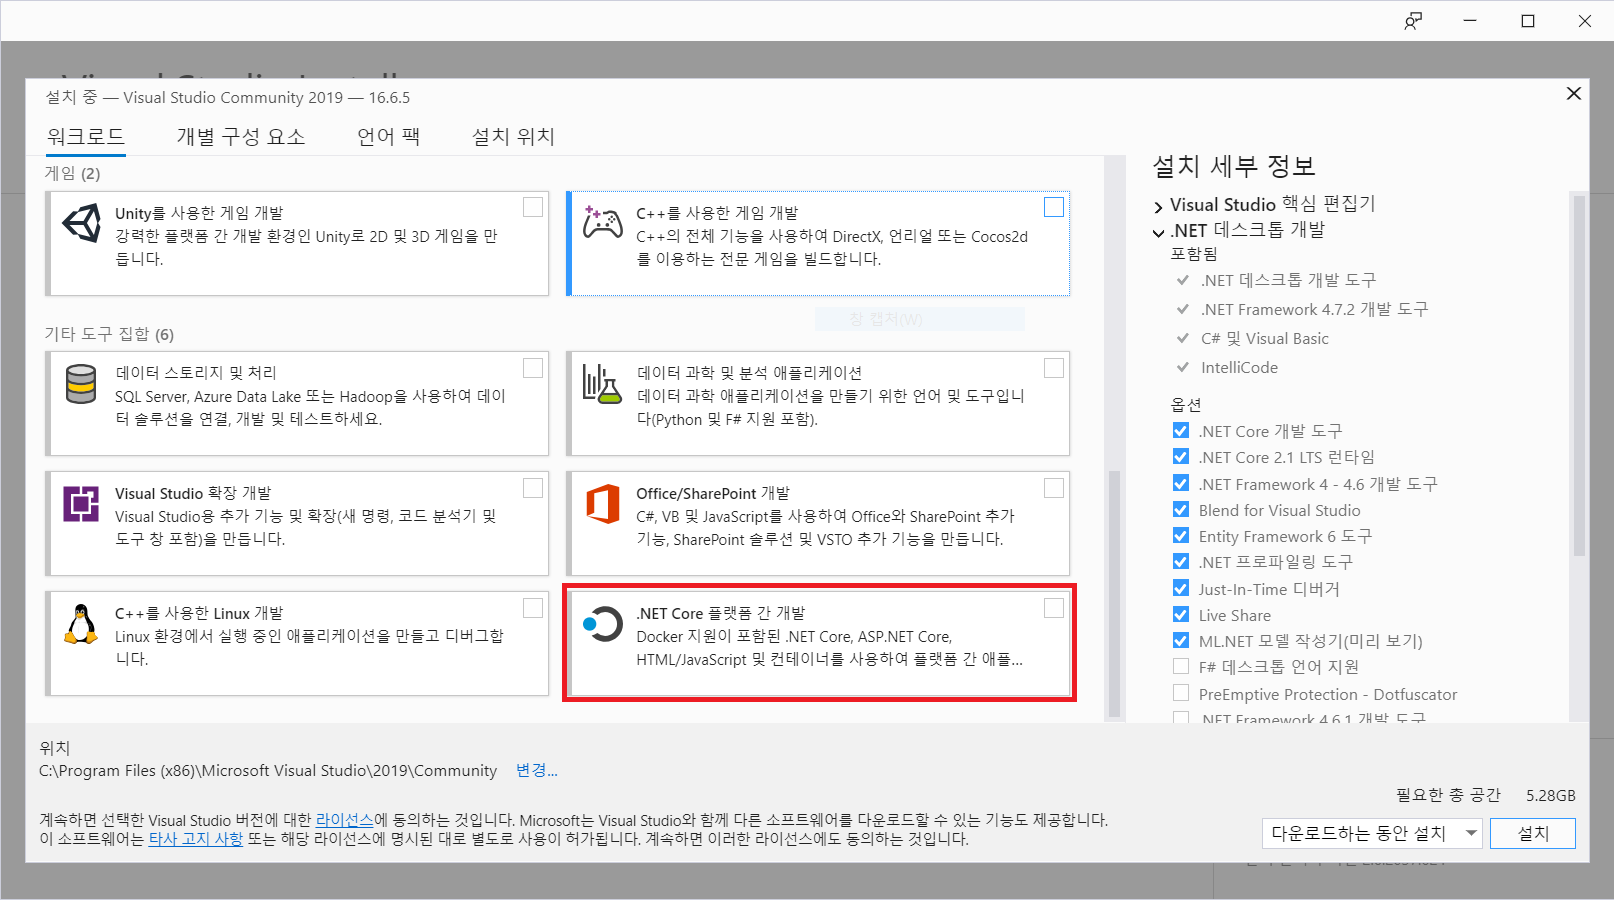 설치 중 — Visual Studio Community 2019 — 16.6.5
워크로드
개별 구성 요소
언어 팩
설치 위치
게임 (2)
Unity를 사용한 게임 개발
강력한 플랫폼 간 개발 환경인 Unity로 2D 및 3D 게임을 만
듭니다.
C++를 사용한 게임 개발
C++의 전체 기능을 사용하여 DirectX, 언리얼 또는 Cocos2d
를 이용하는 전문 게임을 빌드합니다.
창 캡처(W)
기타 도구 집합 (6)
데이터 스토리지 및 처리
SQL Server, Azure Data Lake 또는 Hadoop을 사용하여 데이
터 솔루션을 연결, 개발 및 테스트하세요.
데이터 과학 및 분석 애플리케이션
데이터 과학 애플리케이션을 만들기 위한 언어 및 도구입니
다(Python 및 F# 지원 포함).
Visual Studio 확장 개발
Visual Studio용 추가 기능 및 확장(새 명령, 코드 분석기 및
도구 창 포함)을 만듭니다.
Office/SharePoint 개발
C#, VB 및 JavaScript를 사용하여 Office와 SharePoint 추가
기능, SharePoint 솔루션 및 VSTO 추가 기능을 만듭니다.
C++를 사용한 Linux 개발
Linux 환경에서 실행 중인 애플리케이션을 만들고 디버그합
니다.
.NET Core 플랫폼 간 개발
Docker 지원이 포함된 .NET Core, ASP.NET Core,
HTML/JavaScript 및 컨테이너를 사용하여 플랫폼 간 애플...
설치 세부 정보
Visual Studio 핵심 편집기
.NET 데스크톱 개발
포함됨
.NET 데스크톱 개발 도구
.NET Framework 4.7.2 개발 도구
C# 및 Visual Basic
IntelliCode
옵션
.NET Core 개발 도구
.NET Core 2.1 LTS 런타임
.NET Framework 4 - 4.6 개발 도구
Blend for Visual Studio
Entity Framework 6 도구
.NET 프로파일링 도구
Just-In-Time 디버거
Live Share
ML.NET 모델 작성기(미리 보기)
F# 데스크톱 언어 지원
PreEmptive Protection - Dotfuscator
.NET Framework 4.6.1 개발 도구
위치
C:\Program Files (x86)\Microsoft Visual Studio\2019\Community 변경...
필요한 총 공간 5.28GB
계속하면 선택한 Visual Studio 버전에 대한 라이선스에 동의하는 것입니다. Microsoft는 Visual Studio와 함께 다른 소프트웨어를 다운로드할 수 있는 기능도 제공합니다.
이 소프트웨어는 타사 고지 사항 또는 해당 라이선스에 명시된 대로 별도로 사용이 허가됩니다. 계속하면 이러한 라이선스에도 동의하는 것입니다.
다운로드하는 동안 설치
설치